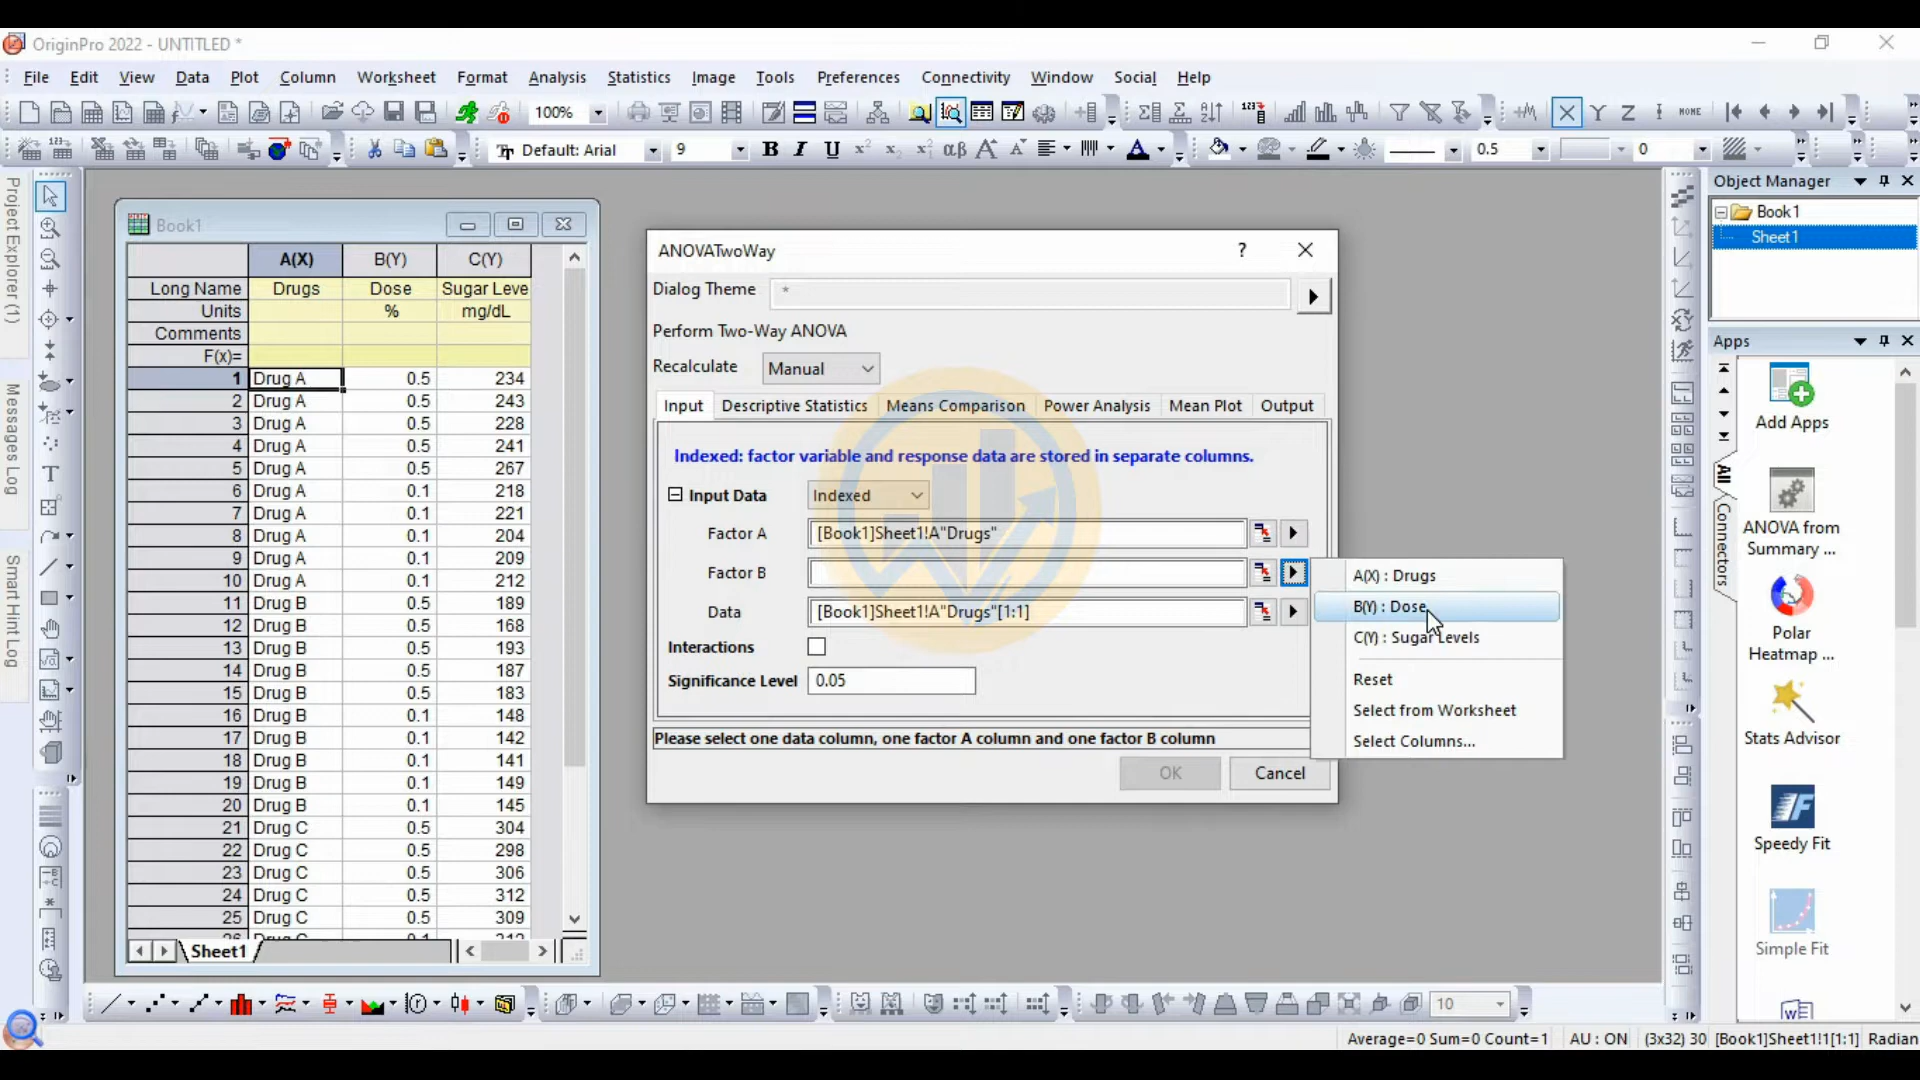 OriginPro 2022 - UNTITLED *
File Edit View Data Plot Column Worksheet Format Analysis Statistics Image Tools Preferences Connectivity Window Social Help
100%
Default: Arial 9 B I U 0.5 0
Project Explorer (1)
Messages Log
Smart Hint Log
Book1
A(X) B(Y) C(Y)
Long Name Drugs Dose Sugar Leve
Units % mg/dL
Comments
F(x)=
1 Drug A 0.5 234
2 Drug A 0.5 243
3 Drug A 0.5 228
4 Drug A 0.5 241
5 Drug A 0.5 267
6 Drug A 0.1 218
7 Drug A 0.1 221
8 Drug A 0.1 204
9 Drug A 0.1 209
10 Drug A 0.1 212
11 Drug B 0.5 189
12 Drug B 0.5 168
13 Drug B 0.5 193
14 Drug B 0.5 187
15 Drug B 0.5 183
16 Drug B 0.1 148
17 Drug B 0.1 142
18 Drug B 0.1 141
19 Drug B 0.1 149
20 Drug B 0.1 145
21 Drug C 0.5 304
22 Drug C 0.5 298
23 Drug C 0.5 306
24 Drug C 0.5 312
25 Drug C 0.5 309
Sheet1
ANOVATwoWay ?
Dialog Theme *
Perform Two-Way ANOVA
Recalculate Manual
Input Descriptive Statistics Means Comparison Power Analysis Mean Plot Output
Indexed: factor variable and response data are stored in separate columns.
Input Data Indexed
Factor A [Book1]Sheet1!A"Drugs"
Factor B
Data [Book1]Sheet1!A"Drugs"[1:1]
Interactions
Significance Level 0.05
Please select one data column, one factor A column and one factor B column
OK Cancel
A(X) : Drugs
B(Y) : Dose
C(Y) : Sugar Levels
Reset
Select from Worksheet
Select Columns...
Object Manager
Book1
Sheet1
Apps
All
Connectors
Add Apps
ANOVA from
Summary ...
Polar
Heatmap ...
Stats Advisor
Speedy Fit
Simple Fit
10
Average=0 Sum=0 Count=1 AU : ON (3x32) 30 [Book1]Sheet1!1[1:1] Radian